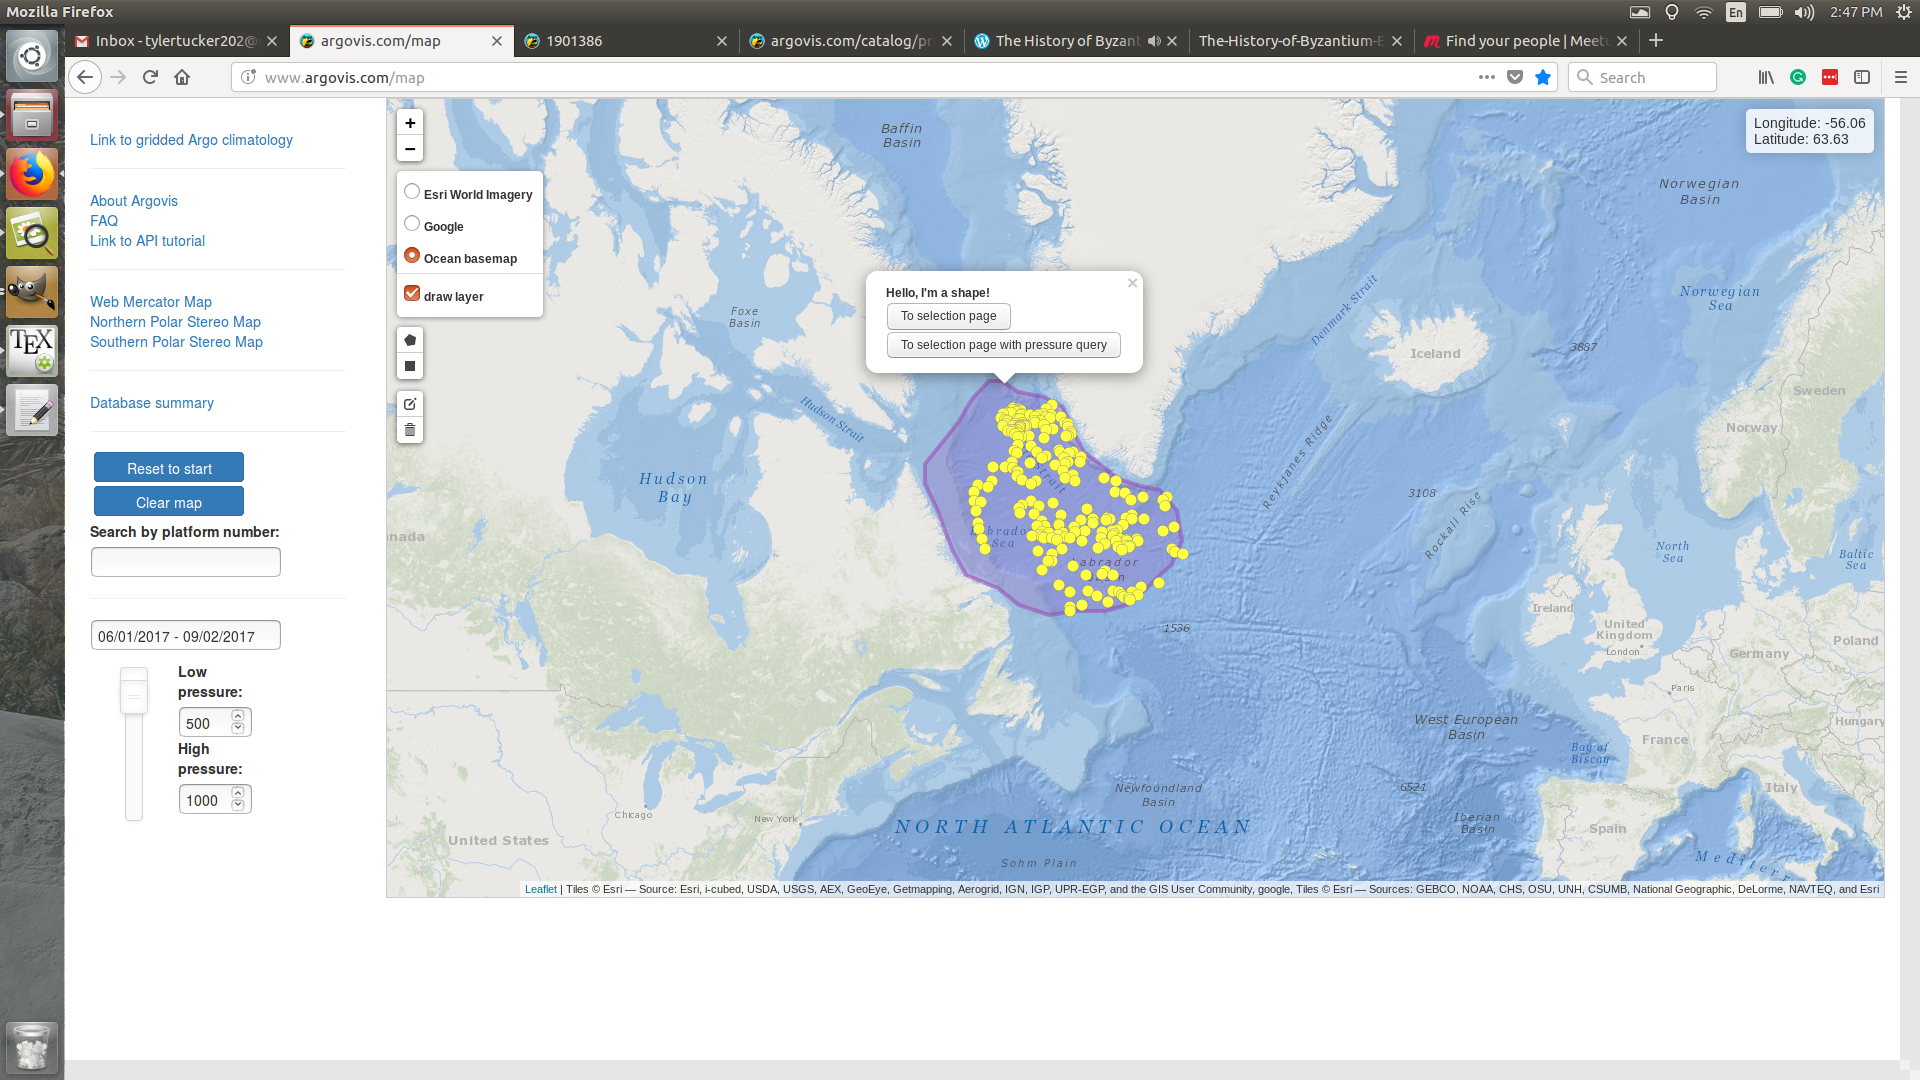 Mozilla Firefox
En
2:47 PM
Inbox - tylertucker202@
argovis.com/map
1901386
argovis.com/catalog/pr
The History of Byzant
The-History-of-Byzantium-E
Find your people | Meetu
www.argovis.com/map
Search
Link to gridded Argo climatology
About Argovis
FAQ
Link to API tutorial
Web Mercator Map
Northern Polar Stereo Map
Southern Polar Stereo Map
Database summary
Reset to start
Clear map
Search by platform number:
06/01/2017 - 09/02/2017
Low
pressure:
500
High
pressure:
1000
+
−
Esri World Imagery
Google
Ocean basemap
draw layer
Longitude: -56.06
Latitude: 63.63
Hello, I'm a shape!
To selection page
To selection page with pressure query
Baffin
Basin
Norwegian
Basin
Norwegian
Sea
Denmark Strait
Foxe
Basin
Iceland
3887
Sweden
Hudson Strait
Norway
Reykjanes Ridge
Hudson
Bay
3108
Rockall Rise
nada
Sea
North
Sea
Baltic
Sea
Ireland
United
Kingdom
London
1536
Poland
Germany
Paris
West European
Basin
France
Hungary
Bay of
Biscay
Newfoundland
Basin
6521
Italy
Chicago
New York
Iberian
Basin
Spain
United States
NORTH ATLANTIC OCEAN
Sohm Plain
Mediterr
Leaflet | Tiles © Esri — Source: Esri, i-cubed, USDA, USGS, AEX, GeoEye, Getmapping, Aerogrid, IGN, IGP, UPR-EGP, and the GIS User Community, google, Tiles © Esri — Sources: GEBCO, NOAA, CHS, OSU, UNH, CSUMB, National Geographic, DeLorme, NAVTEQ, and Esri